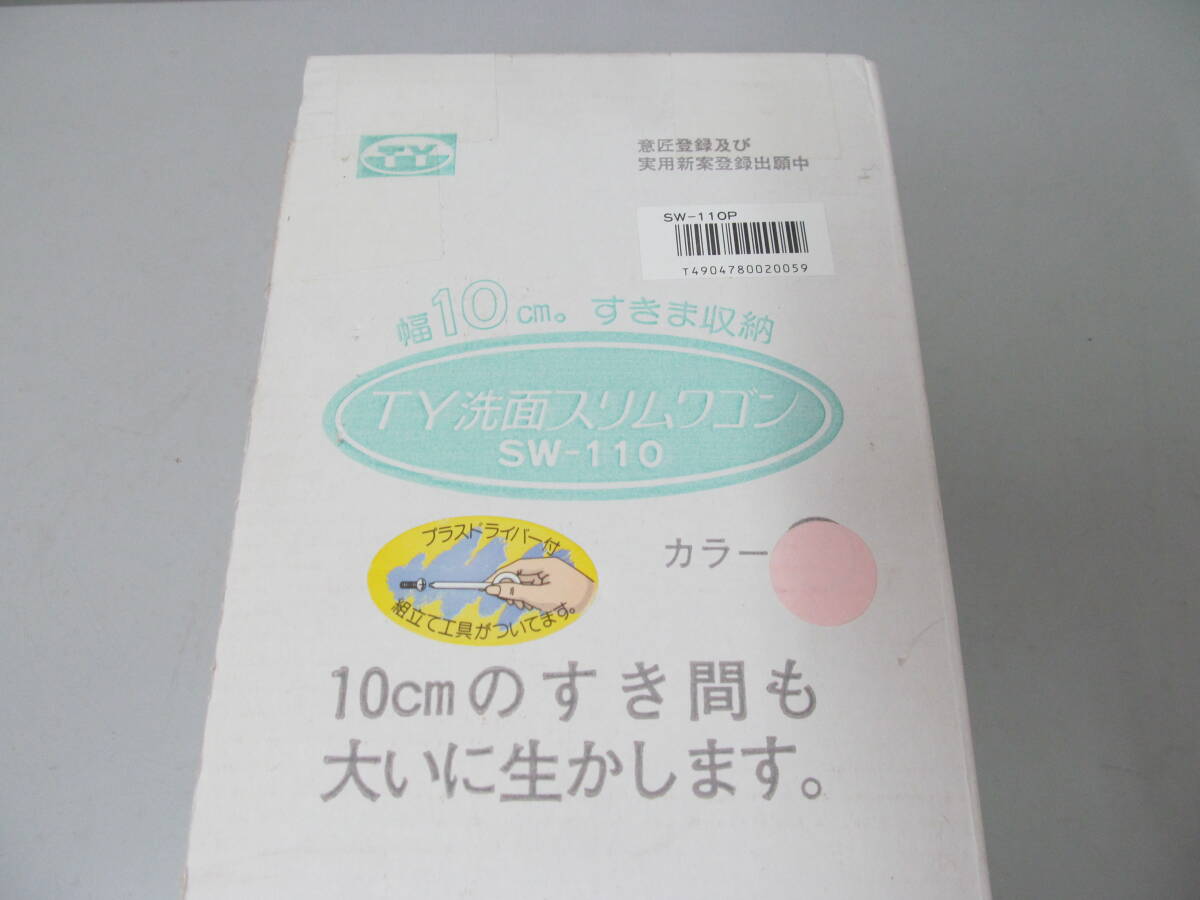 TY
意匠登録及び
実用新案登録出願中
SW-110P
T4904780020059
幅10cm。すきま収納
TY洗面スリムワゴン
SW-110
プラスドライバー付
組立て工具がついてます。
カラー
10cmのすき間も
大いに生かします。